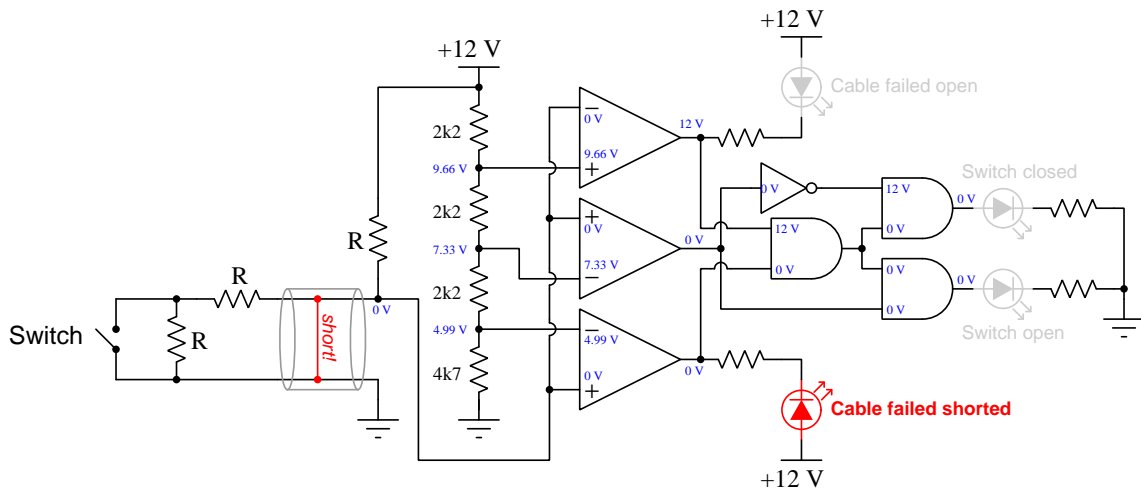 +12 V
+12 V
Cable failed open
2k2
− 0 V
12 V
9.66 V
9.66 V
+
Switch closed
0 V
12 V
0 V
R
2k2
+
0 V
12 V
0 V
0 V
7.33 V
7.33 V
−
0 V
0 V
0 V
R
2k2
0 V
0 V
Switch open
Switch
R
short!
4.99 V
−
4.99 V
0 V
4k7
0 V
+
Cable failed shorted
+12 V